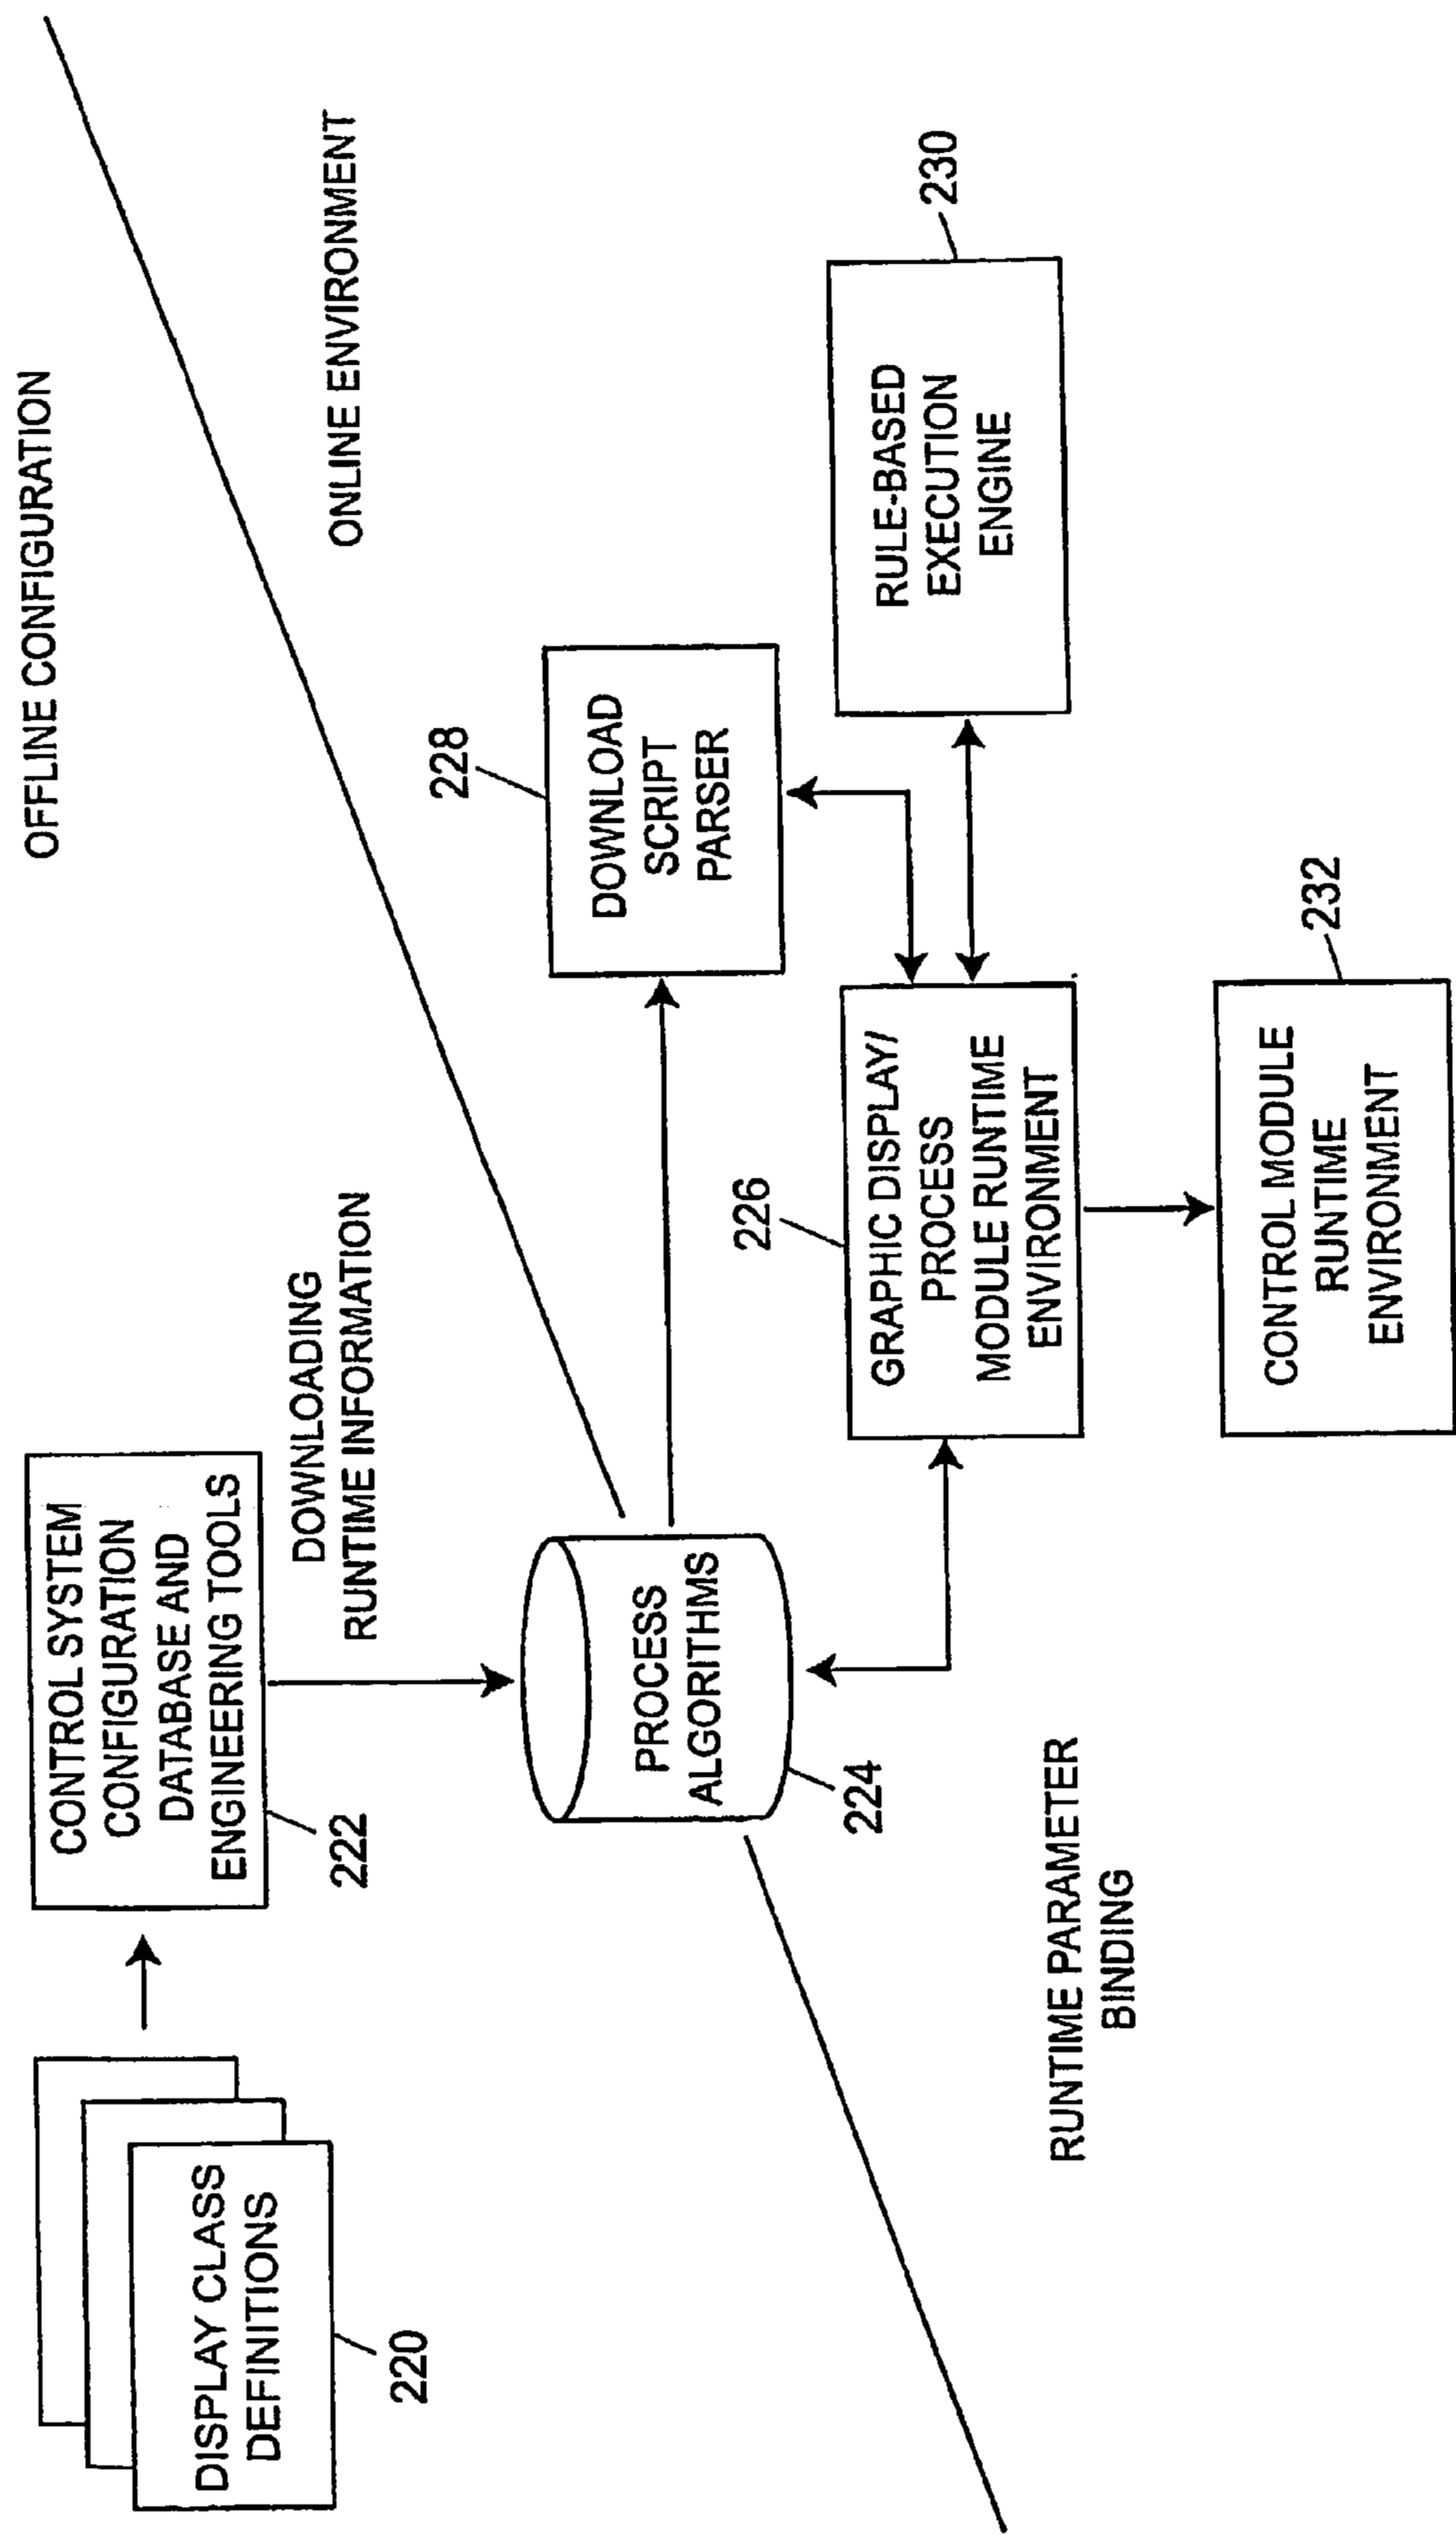 OFFLINE CONFIGURATION
ONLINE ENVIRONMENT
DISPLAY CLASS
DEFINITIONS
220
CONTROL SYSTEM
CONFIGURATION
DATABASE AND
ENGINEERING TOOLS
222
DOWNLOADING
RUNTIME INFORMATION
PROCESS
ALGORITHMS
224
DOWNLOAD
SCRIPT
PARSER
228
RULE-BASED
EXECUTION
ENGINE
230
GRAPHIC DISPLAY/
PROCESS
MODULE RUNTIME
ENVIRONMENT
226
RUNTIME PARAMETER
BINDING
CONTROL MODULE
RUNTIME
ENVIRONMENT
232